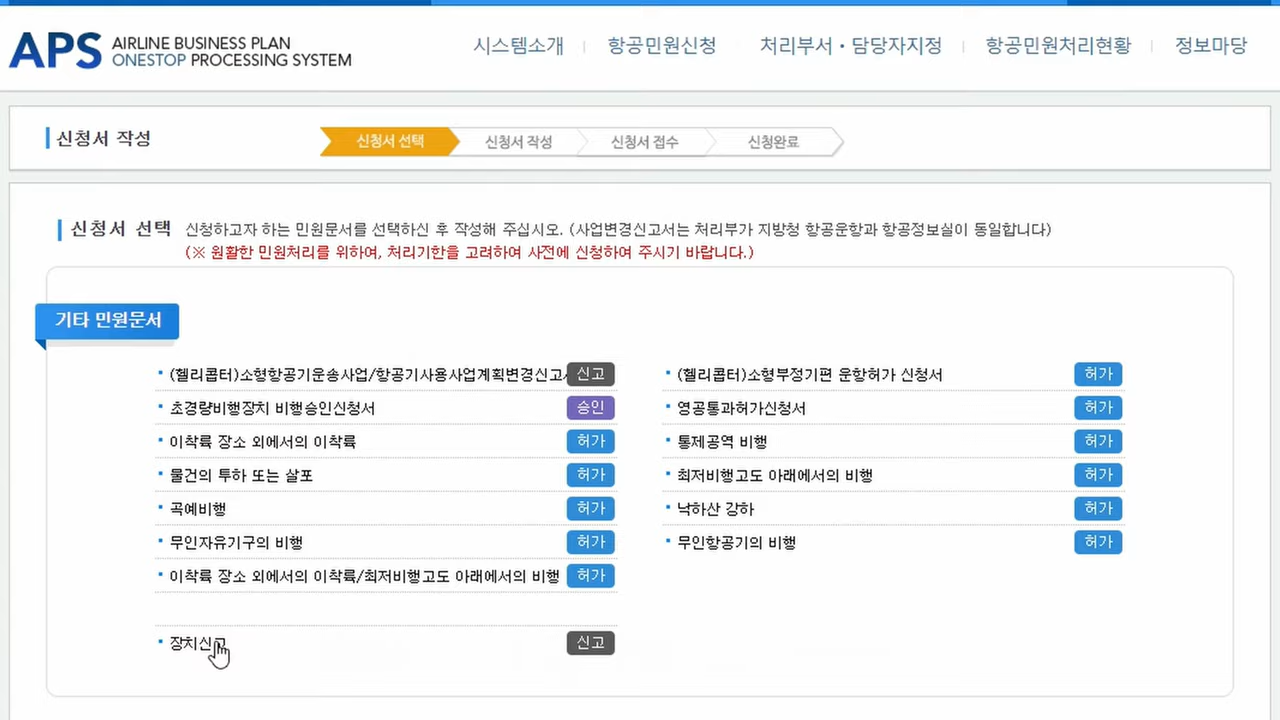 APS AIRLINE BUSINESS PLAN
ONESTOP PROCESSING SYSTEM
시스템소개
항공민원신청
처리부서·담당자지정
항공민원처리현황
정보마당
신청서 작성
신청서 선택
신청서 작성
신청서 접수
신청완료
신청서 선택 신청하고자 하는 민원문서를 선택하신 후 작성해 주십시오. (사업변경신고서는 처리부가 지방청 항공운항과 항공정보실이 동일합니다)
(※ 원활한 민원처리를 위하여, 처리기한을 고려하여 사전에 신청하여 주시기 바랍니다.)
기타 민원문서
(헬리콥터)소형항공기운송사업/항공기사용사업계획변경신고 신고
(헬리콥터)소형부정기편 운항허가 신청서 허가
초경량비행장치 비행승인신청서 승인
영공통과허가신청서 허가
이착륙 장소 외에서의 이착륙 허가
통제공역 비행 허가
물건의 투하 또는 살포 허가
최저비행고도 아래에서의 비행 허가
곡예비행 허가
낙하산 강하 허가
무인자유기구의 비행 허가
무인항공기의 비행 허가
이착륙 장소 외에서의 이착륙/최저비행고도 아래에서의 비행 허가
장치신고 신고